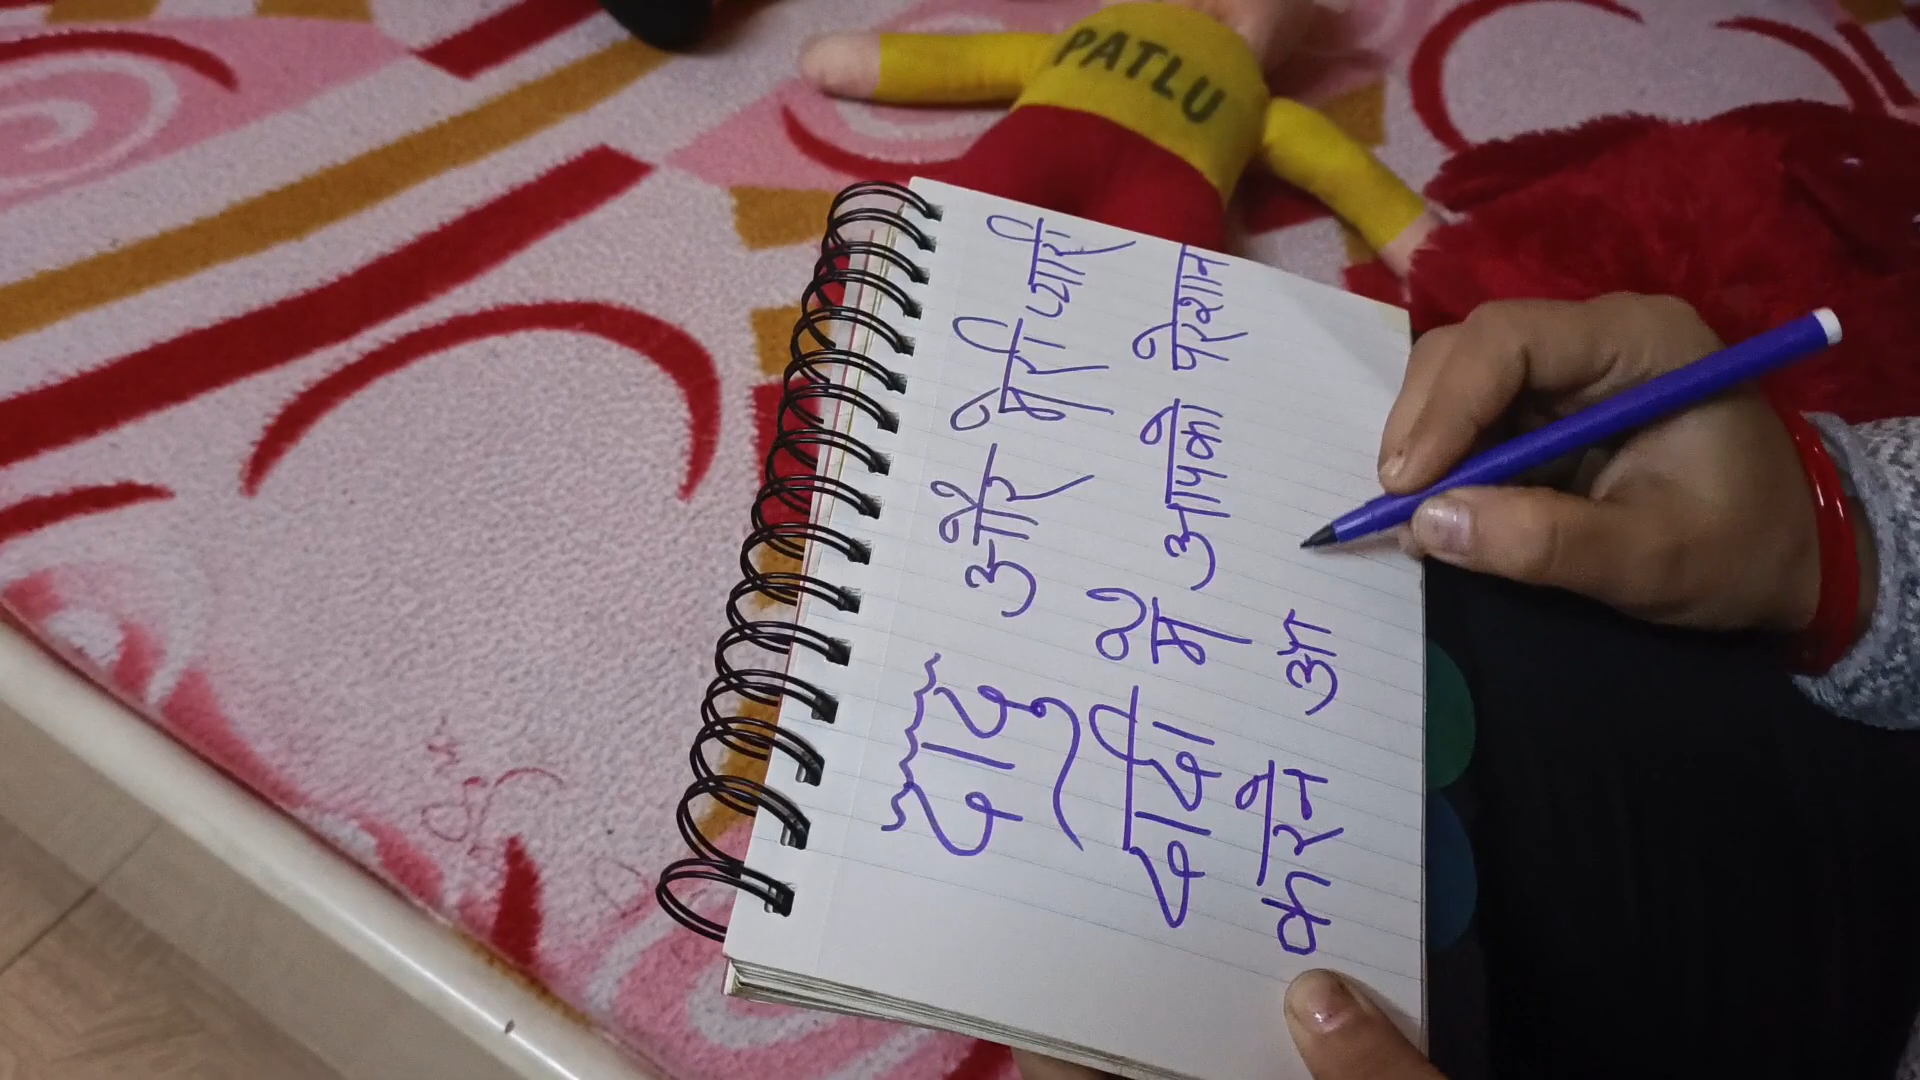 PATLU
दादु और मेरी प्यारी
दादी मैं आपको परेशान
करने आ